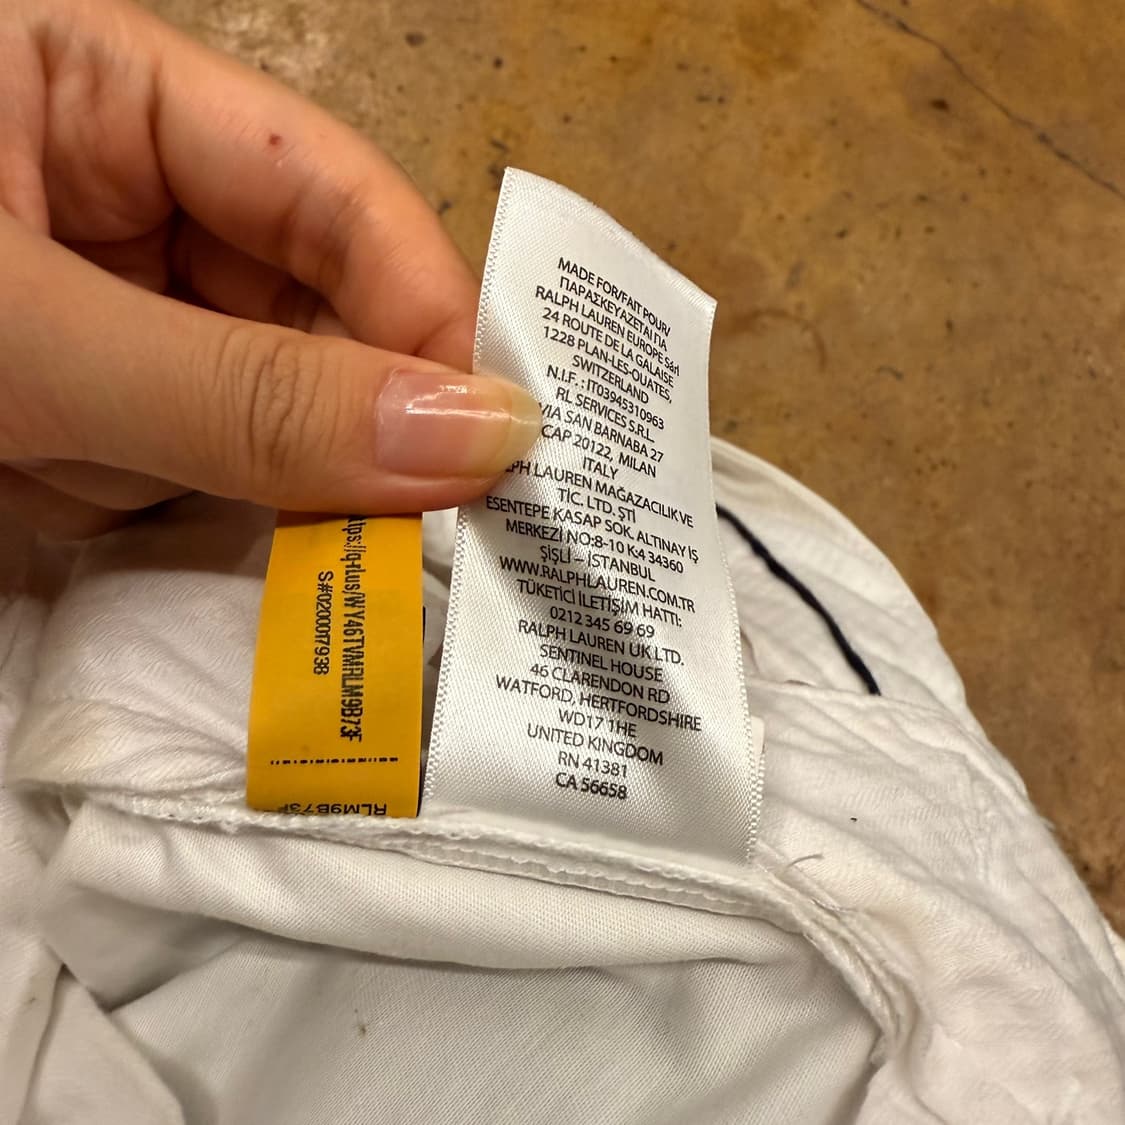 MADE FOR/FAIT POUR/
ΠΑΡΑΣΚΕΥΑΖΕΤΑΙ ΓΙΑ
RALPH LAUREN EUROPE Sàrl
24 ROUTE DE LA GALAISE
1228 PLAN-LES-OUATES,
SWITZERLAND
N.I.F. : IT03945310963
RL SERVICES S.R.L.
VIA SAN BARNABA 27
CAP 20122, MILAN
ITALY
LAUREN MAĞAZACILIK VE
TİC. LTD. ŞTİ
ESENTEPE KASAP SOK. ALTINAY İŞ
MERKEZİ NO:8-10 K:4 34360
ŞİŞLİ – İSTANBUL
WWW.RALPHLAUREN.COM.TR
TÜKETİCİ İLETİŞİM HATTI:
0212 345 69 69
RALPH LAUREN UK LTD.
SENTINEL HOUSE
46 CLARENDON RD
WATFORD, HERTFORDSHIRE
WD17 1HE
UNITED KINGDOM
RN 41381
CA 56658